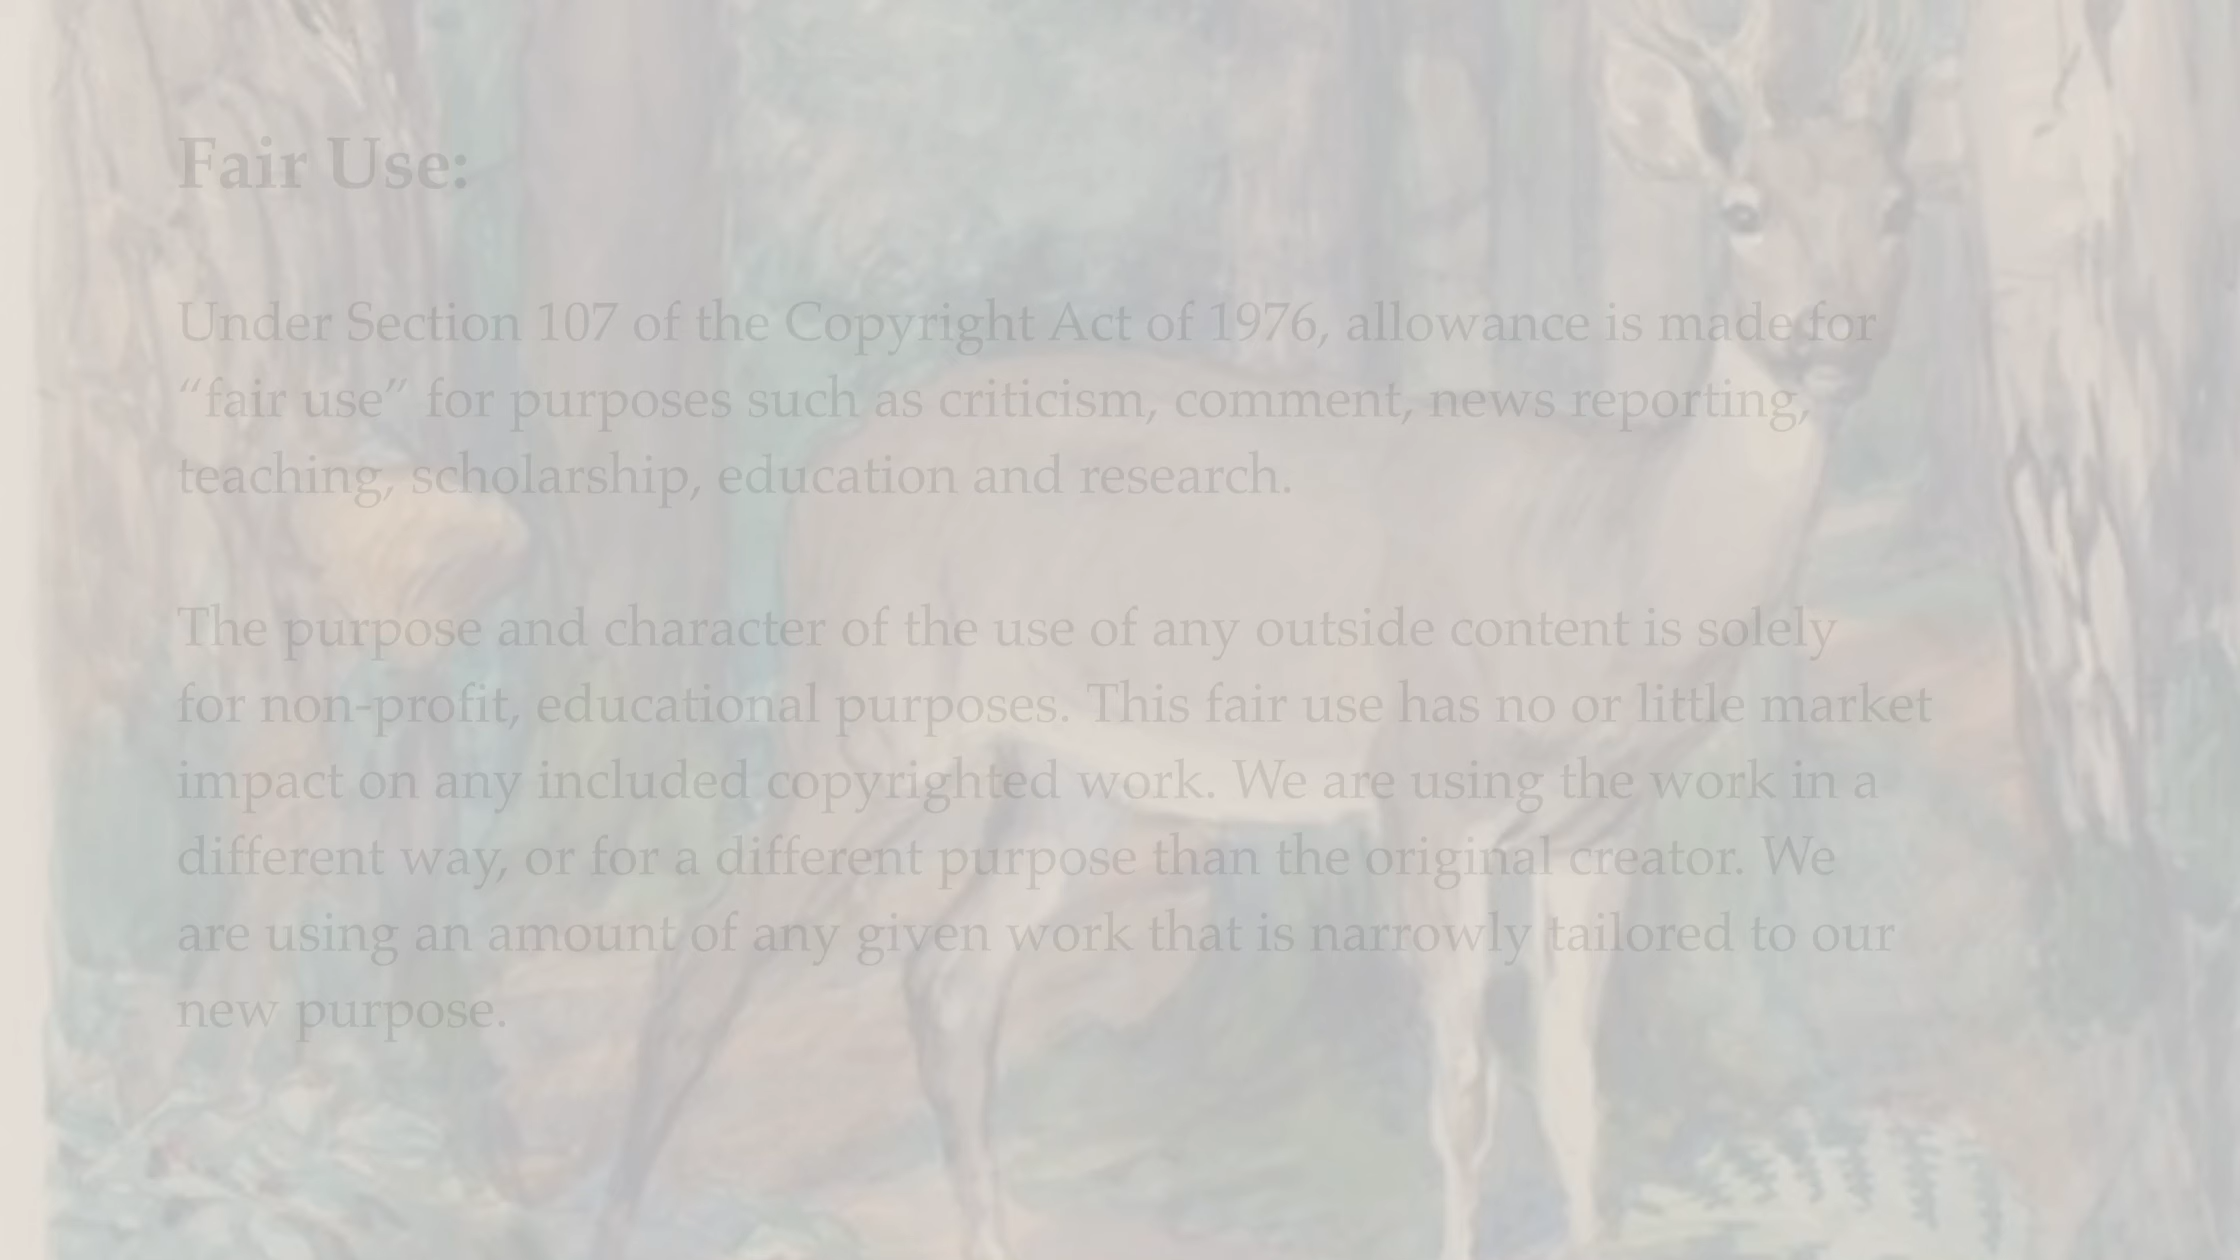 Fair Use:
Under Section 107 of the Copyright Act of 1976, allowance is made for
“fair use” for purposes such as criticism, comment, news reporting,
teaching, scholarship, education and research.
The purpose and character of the use of any outside content is solely
for non-profit, educational purposes. This fair use has no or little market
impact on any included copyrighted work. We are using the work in a
different way, or for a different purpose than the original creator. We
are using an amount of any given work that is narrowly tailored to our
new purpose.